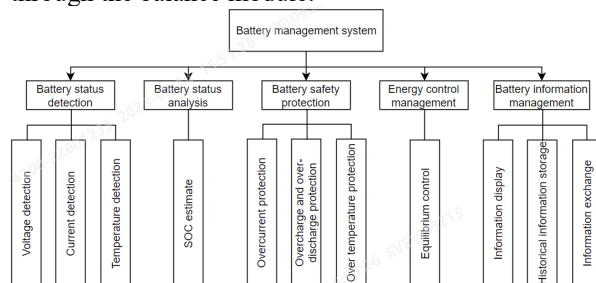 through the balance module.
Battery management system
Battery status
detection
Battery status
analysis
Battery safety
protection
Energy control
management
Battery information
management
Voltage detection
Current detection
Temperature detection
SOC estimate
Overcurrent protection
Overcharge and over-
discharge protection
Over temperature protection
Equilibrium control
Information display
Historical information storage
Information exchange